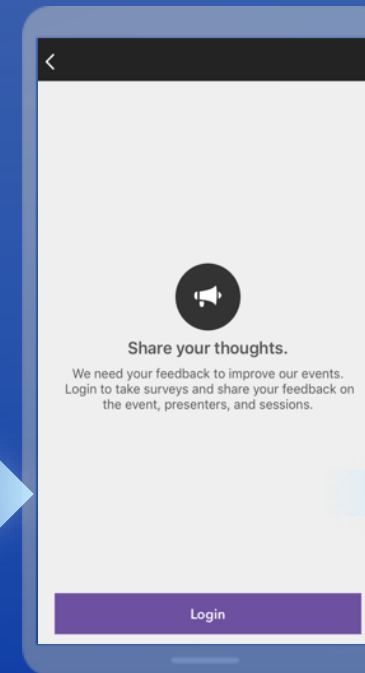 Share your thoughts.
We need your feedback to improve our events.
Login to take surveys and share your feedback on
the event, presenters, and sessions.
Login